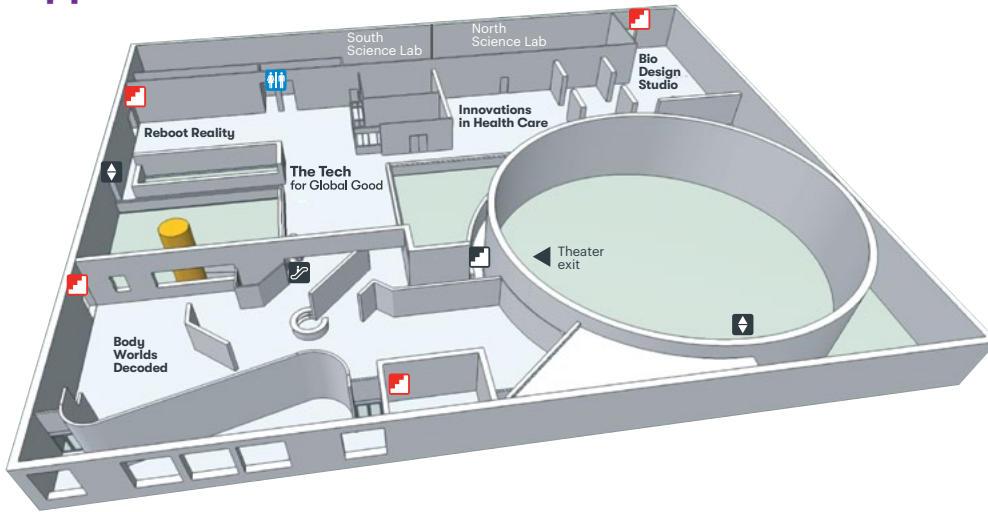 South
Science Lab
North
Science Lab
Bio
Design
Studio
Innovations
in Health Care
Reboot Reality
The Tech
for Global Good
Theater
exit
Body
Worlds
Decoded